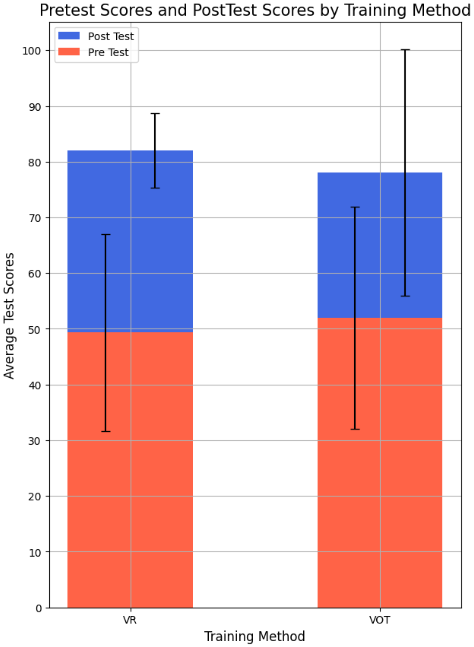 Pretest Scores and PostTest Scores by Training Method
Post Test
Pre Test
100
90
80
70
60
50
40
30
20
10
0
Average Test Scores
VR
VOT
Training Method